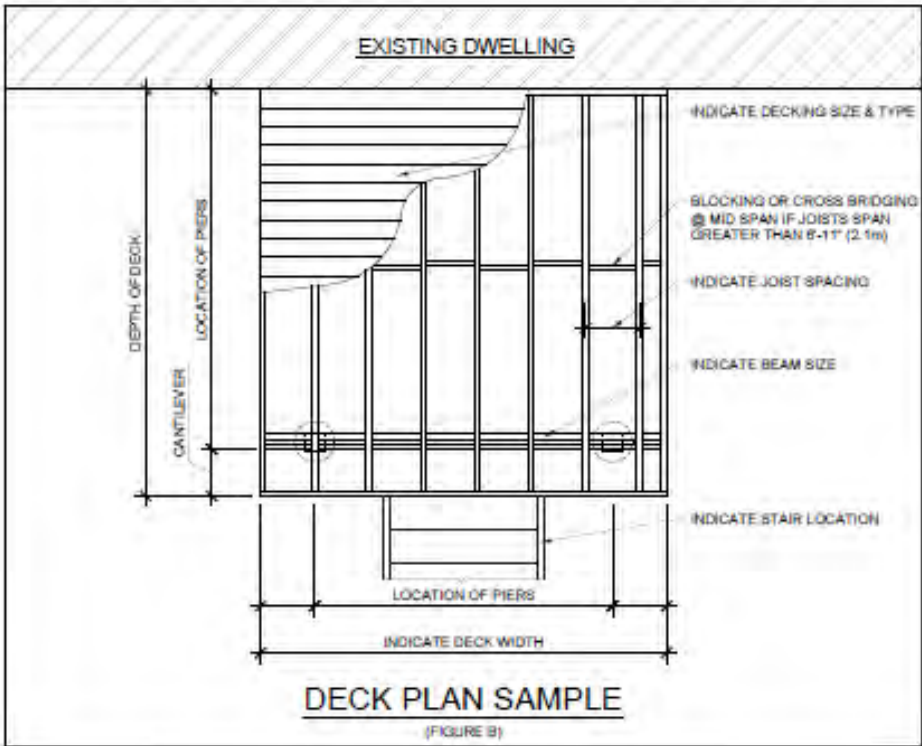 EXISTING DWELLING
INDICATE DECKING SIZE & TYPE
BLOCKING OR CROSS BRIDGING
@ MID SPAN IF JOISTS SPAN
GREATER THAN 6'-11" (2.1m)
INDICATE JOIST SPACING
INDICATE BEAM SIZE
INDICATE STAIR LOCATION
DEPTH OF DECK
LOCATION OF PIERS
CANTILEVER
LOCATION OF PIERS
INDICATE DECK WIDTH
DECK PLAN SAMPLE
(FIGURE B)